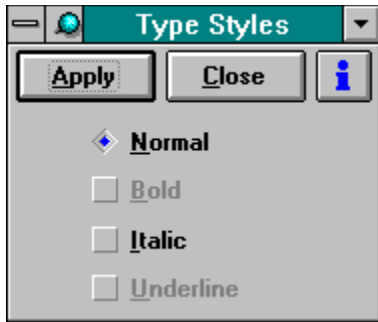 Type Styles
Apply Close i
Normal
Bold
Italic
Underline